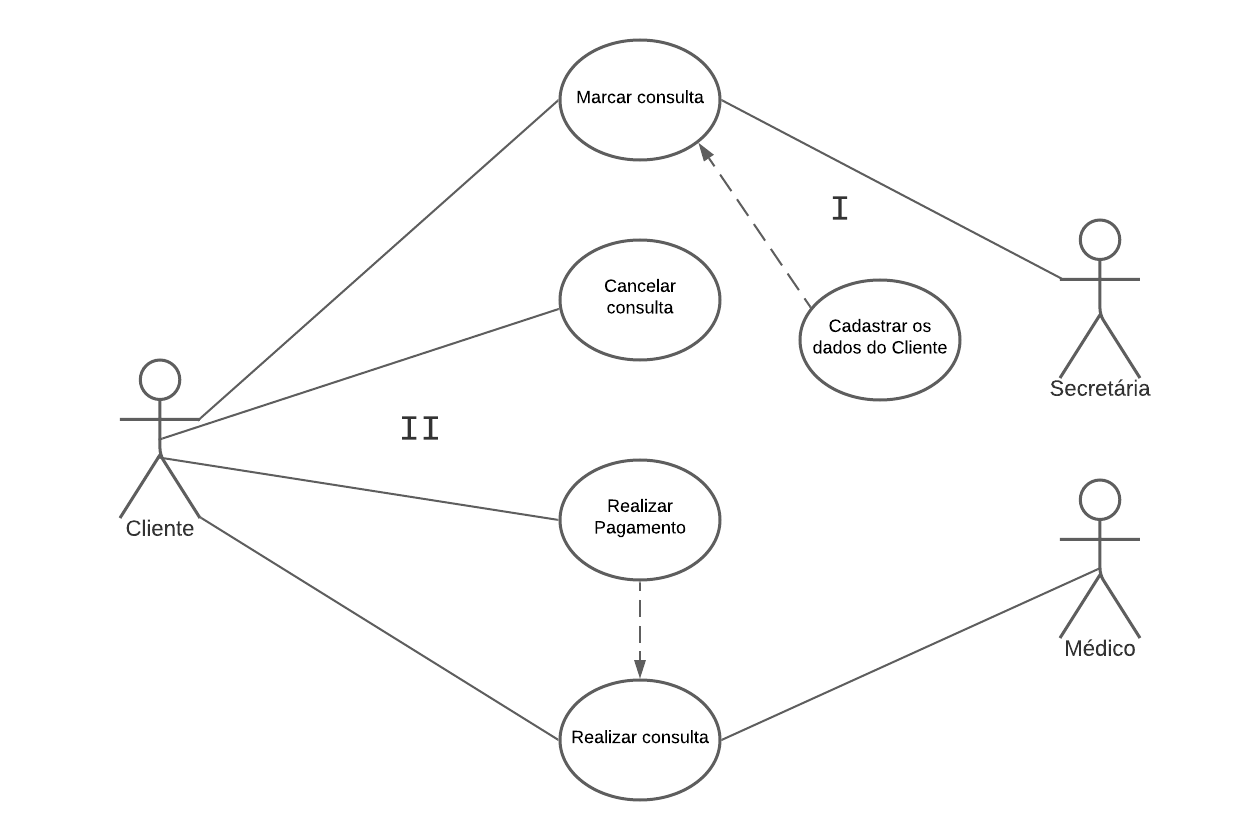 Marcar consulta
I
Cancelar
consulta
Cadastrar os
dados do Cliente
Secretária
II
Cliente
Realizar
Pagamento
Médico
Realizar consulta